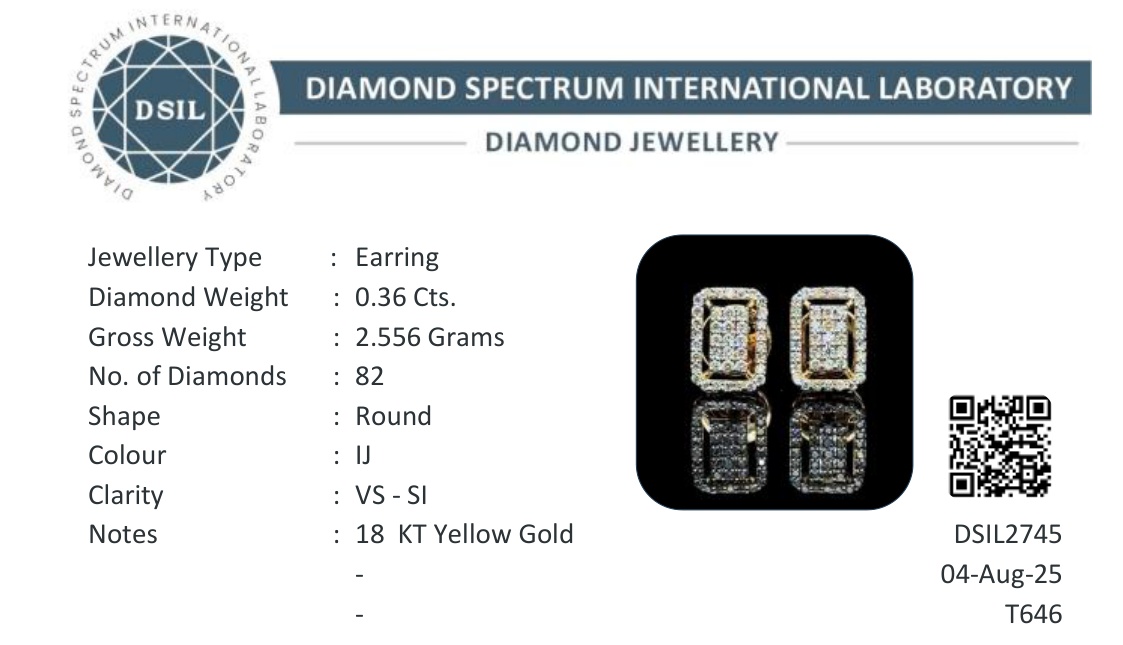 DIAMOND SPECTRUM INTERNATIONAL LABORATORY
DSIL
DIAMOND SPECTRUM INTERNATIONAL LABORATORY
DIAMOND JEWELLERY
Jewellery Type : Earring
Diamond Weight : 0.36 Cts.
Gross Weight : 2.556 Grams
No. of Diamonds : 82
Shape : Round
Colour : IJ
Clarity : VS - SI
Notes : 18 KT Yellow Gold
-
-
DSIL2745
04-Aug-25
T646